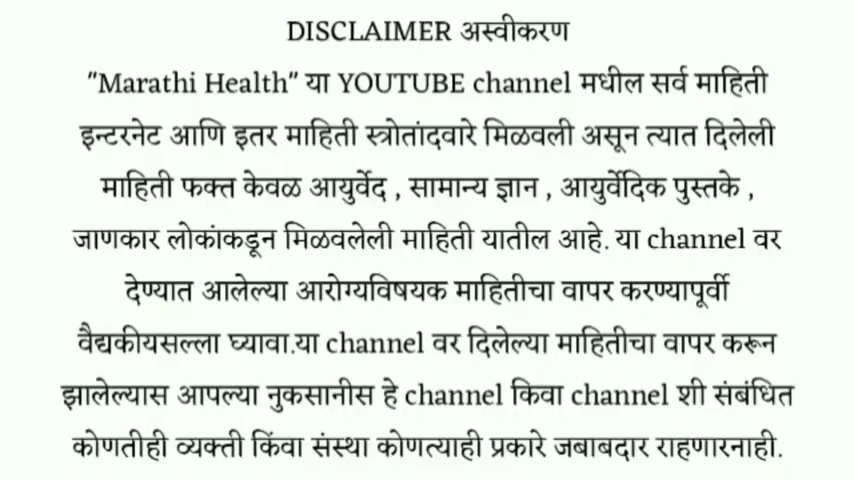 DISCLAIMER अस्वीकरण
"Marathi Health" या YOUTUBE channel मधील सर्व माहिती
इन्टरनेट आणि इतर माहिती स्त्रोतांदवारे मिळवली असून त्यात दिलेली
माहिती फक्त केवळ आयुर्वेद , सामान्य ज्ञान , आयुर्वेदिक पुस्तके ,
जाणकार लोकांकडून मिळवलेली माहिती यातील आहे. या channel वर
देण्यात आलेल्या आरोग्यविषयक माहितीचा वापर करण्यापूर्वी
वैद्यकीयसल्ला घ्यावा.या channel वर दिलेल्या माहितीचा वापर करून
झालेल्यास आपल्या नुकसानीस हे channel किवा channel शी संबंधित
कोणतीही व्यक्ती किंवा संस्था कोणत्याही प्रकारे जबाबदार राहणारनाही.